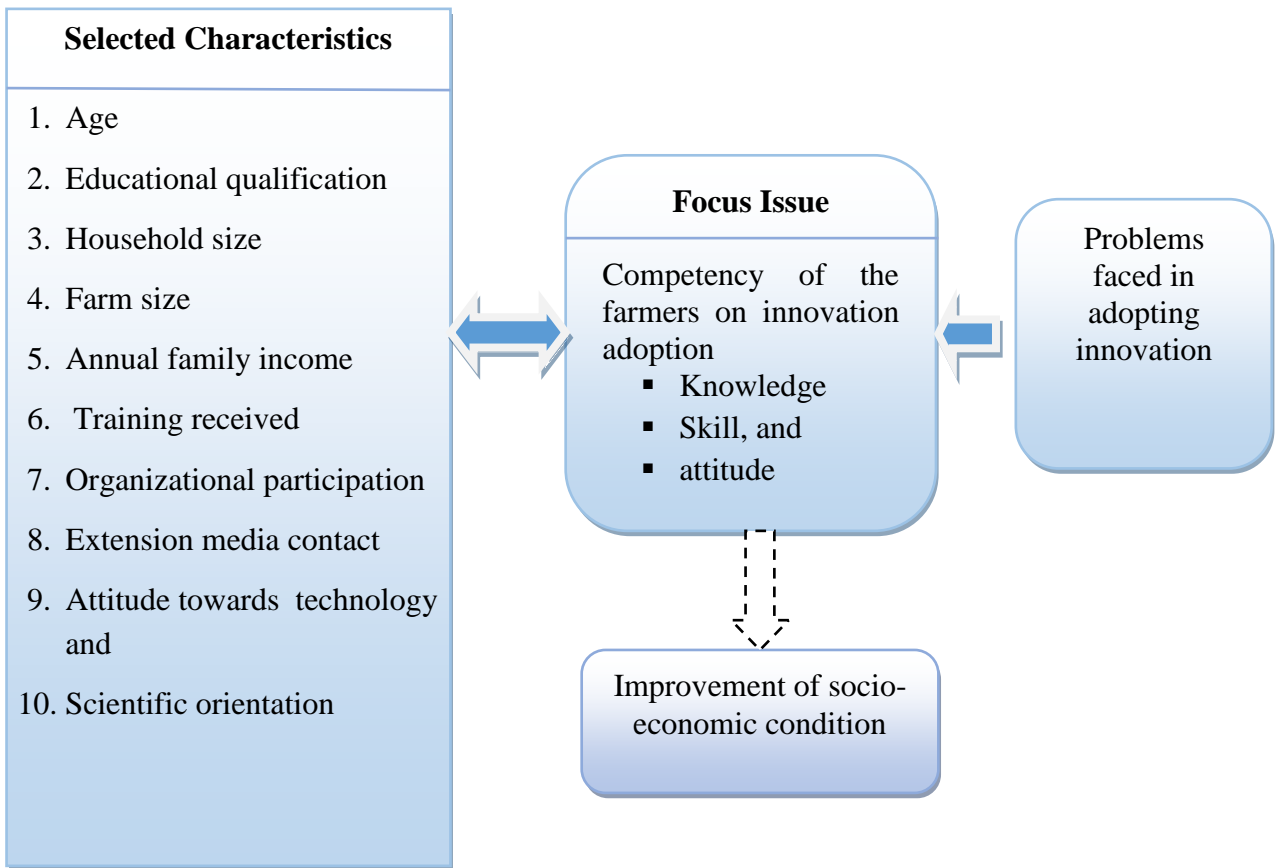 Selected Characteristics
1. Age
2. Educational qualification
3. Household size
4. Farm size
5. Annual family income
6. Training received
7. Organizational participation
8. Extension media contact
9. Attitude towards technology
and
10. Scientific orientation
Focus Issue
Competency of the
farmers on innovation
adoption
▪ Knowledge
▪ Skill, and
▪ attitude
Problems
faced in
adopting
innovation
Improvement of socio-
economic condition